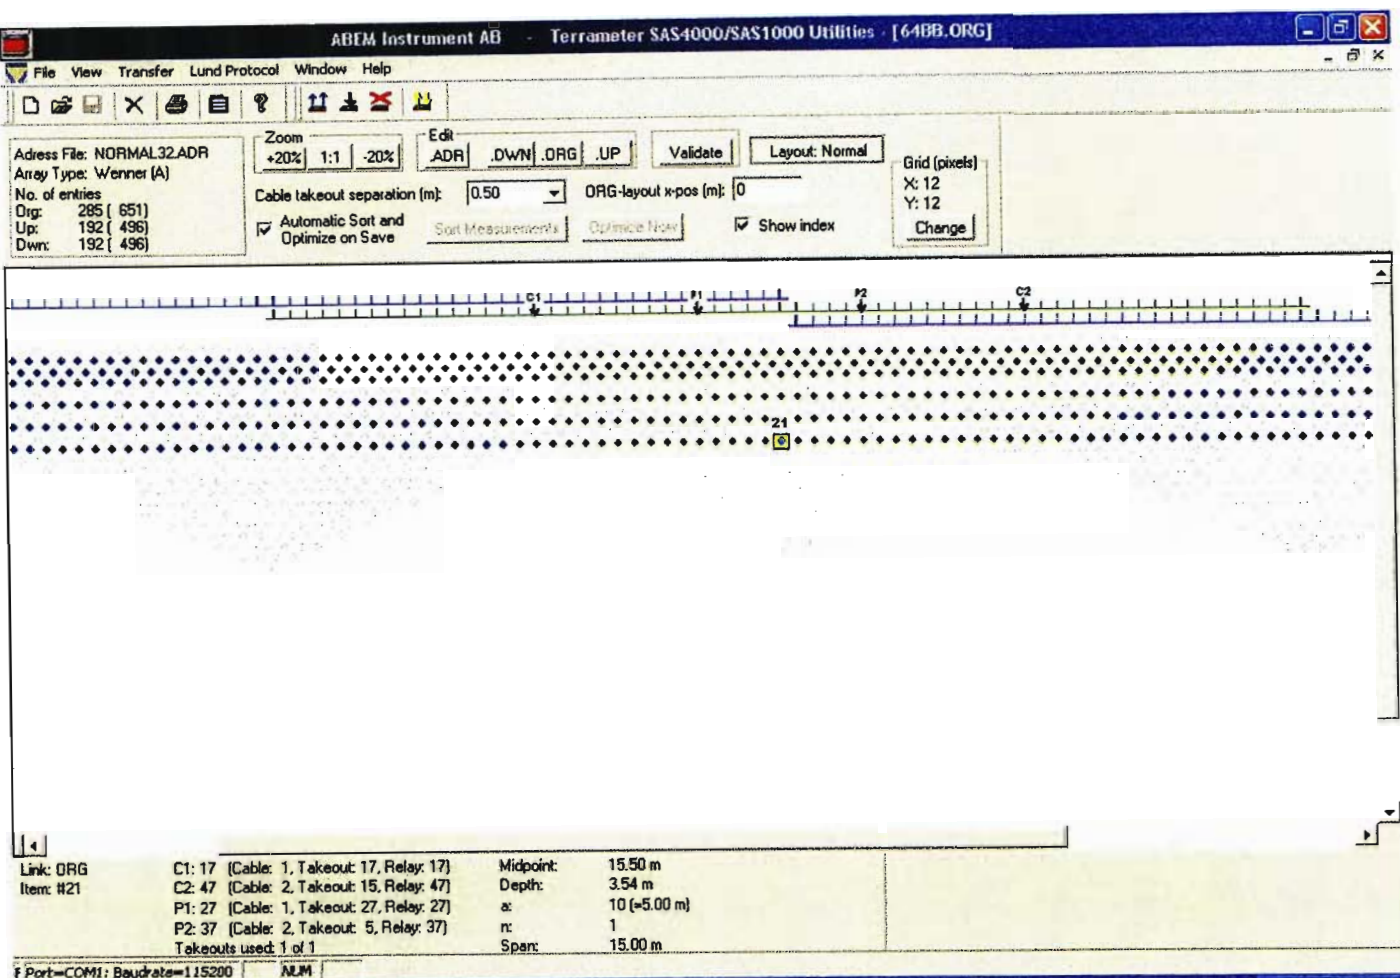 ABEM Instrument AB - Terrameter SAS4000/SAS1000 Utilities - [64BB.ORG]
File View Transfer Lund Protocol Window Help
Adress File: NORMAL32.ADR
Array Type: Wenner (A)
No. of entries
Org: 285 ( 651)
Up: 192 ( 496)
Dwn: 192 ( 496)
Zoom
+20% 1:1 -20%
Edit
.ADR .DWN .ORG .UP
Validate
Layout: Normal
Cable takeout separation (m): 0.50
ORG-layout x-pos (m): 0
Automatic Sort and
Optimize on Save
Sort Measurements
Optimize Now
Show index
Grid (pixels)
X: 12
Y: 12
Change
C1 P1 P2 C2
21
Link: ORG
Item: #21
C1: 17 (Cable: 1, Takeout: 17, Relay: 17)
C2: 47 (Cable: 2, Takeout: 15, Relay: 47)
P1: 27 (Cable: 1, Takeout: 27, Relay: 27)
P2: 37 (Cable: 2, Takeout: 5, Relay: 37)
Takeouts used: 1 of 1
Midpoint: 15.50 m
Depth: 3.54 m
a: 10 (=5.00 m)
n: 1
Span: 15.00 m
Port=COM1; Baudrate=115200
NUM